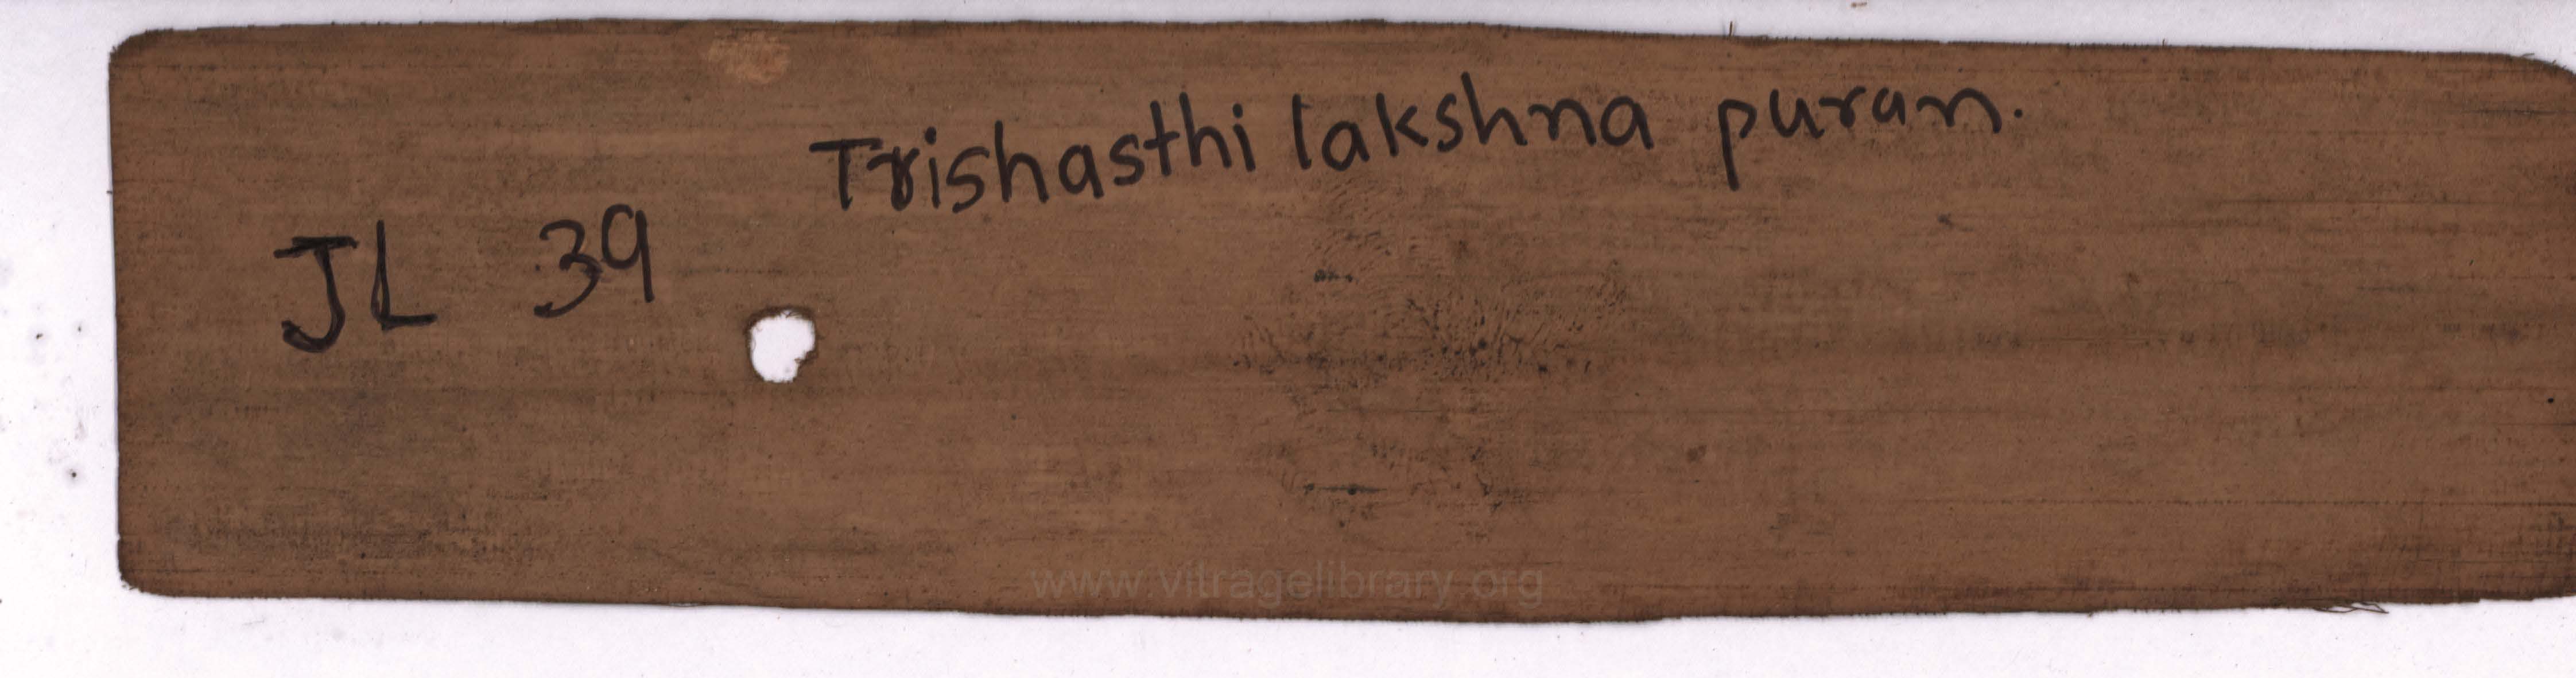 Trishasthi lakshna puran.
JL 39
www.vitragelibrary.org